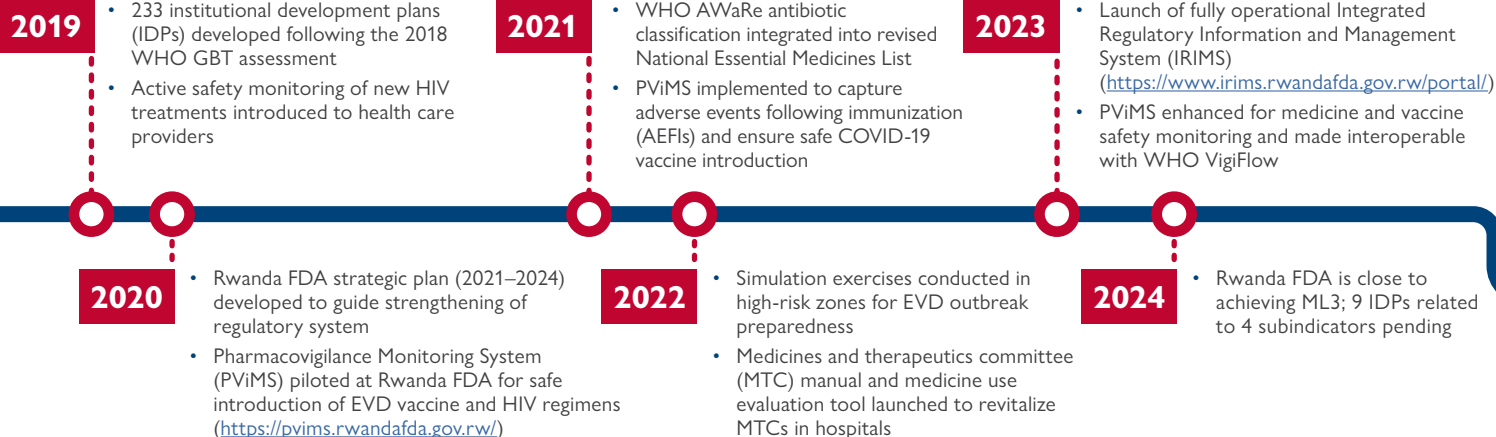 2019
• 233 institutional development plans
(IDPs) developed following the 2018
WHO GBT assessment
• Active safety monitoring of new HIV
treatments introduced to health care
providers
2021
• WHO AWaRe antibiotic
classification integrated into revised
National Essential Medicines List
• PViMS implemented to capture
adverse events following immunization
(AEFIs) and ensure safe COVID-19
vaccine introduction
2023
• Launch of fully operational Integrated
Regulatory Information and Management
System (IRIMS)
(https://www.irims.rwandafda.gov.rw/portal/)
• PViMS enhanced for medicine and vaccine
safety monitoring and made interoperable
with WHO VigiFlow
2020
• Rwanda FDA strategic plan (2021–2024)
developed to guide strengthening of
regulatory system
• Pharmacovigilance Monitoring System
(PViMS) piloted at Rwanda FDA for safe
introduction of EVD vaccine and HIV regimens
(https://pvims.rwandafda.gov.rw/)
2022
• Simulation exercises conducted in
high-risk zones for EVD outbreak
preparedness
• Medicines and therapeutics committee
(MTC) manual and medicine use
evaluation tool launched to revitalize
MTCs in hospitals
2024
• Rwanda FDA is close to
achieving ML3; 9 IDPs related
to 4 subindicators pending